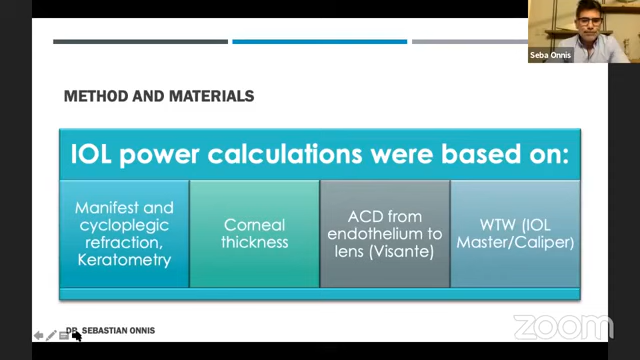 Seba Onnis
METHOD AND MATERIALS
IOL power calculations were based on:
Manifest and
cycloplegic
refraction,
Keratometry
Corneal
thickness
ACD from
endothelium to
lens (Visante)
WTW (IOL
Master/Caliper)
DR. SEBASTIAN ONNIS
zoom